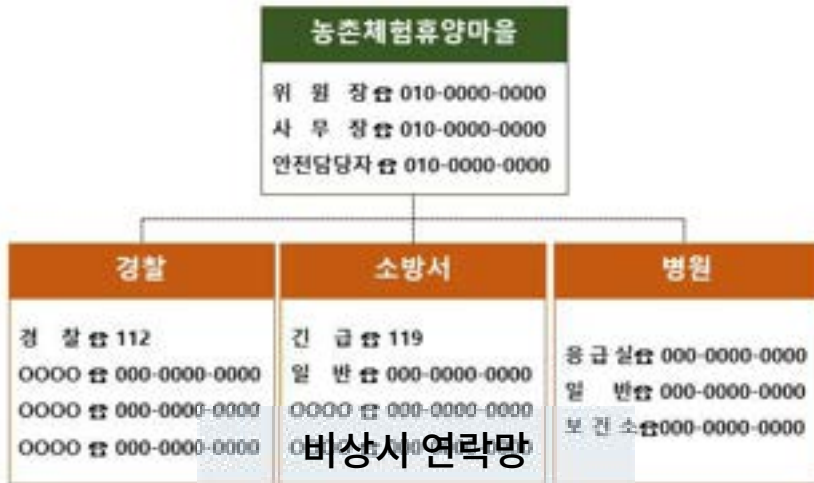 농촌체험휴양마을
위 원 장 ☎ 010-0000-0000
사 무 장 ☎ 010-0000-0000
안전담당자 ☎ 010-0000-0000
경찰
경 찰 ☎ 112
OOOO ☎ 000-0000-0000
OOOO ☎ 000-0000-0000
OOOO ☎ 000-0000-0000
소방서
긴 급 ☎ 119
일 반 ☎ 000-0000-0000
OOOO ☎ 000-0000-0000
OOOO ☎ 000-0000-0000
병원
응 급 실☎ 000-0000-0000
일 반☎ 000-0000-0000
보 건 소☎000-0000-0000
비상시 연락망